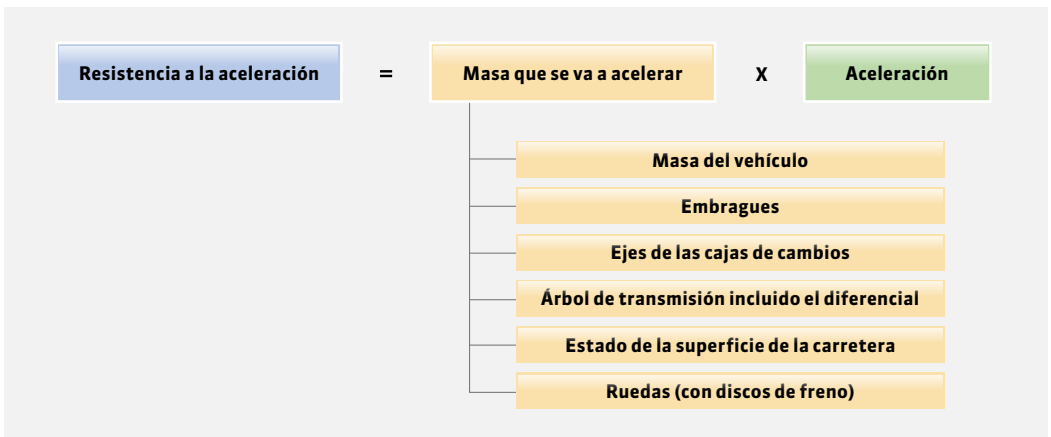 Resistencia a la aceleración = Masa que se va a acelerar x Aceleración
Masa del vehículo
Embragues
Ejes de las cajas de cambios
Árbol de transmisión incluido el diferencial
Estado de la superficie de la carretera
Ruedas (con discos de freno)